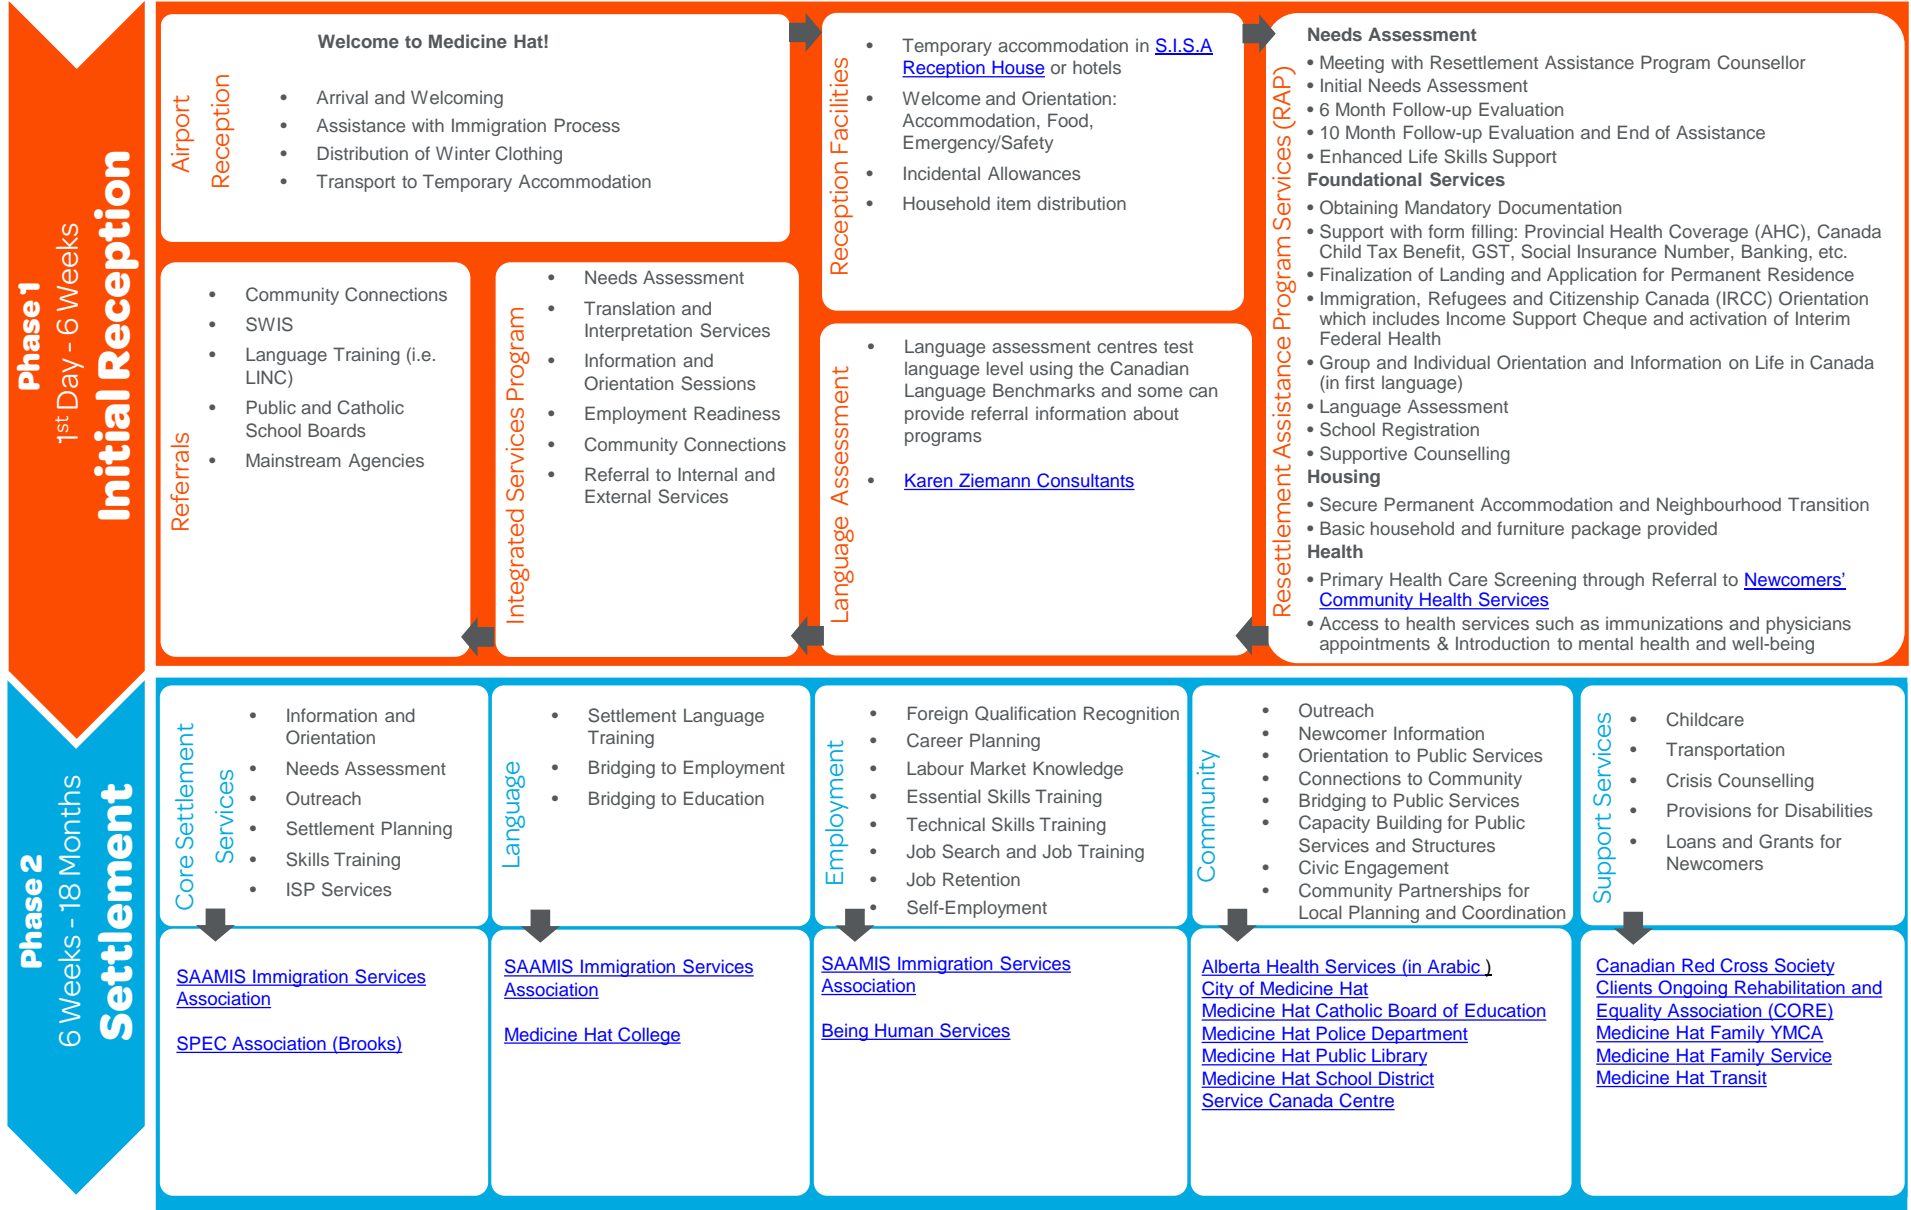 Phase 1
1st Day - 6 Weeks
Initial Reception
Airport
Reception
Welcome to Medicine Hat!
• Arrival and Welcoming
• Assistance with Immigration Process
• Distribution of Winter Clothing
• Transport to Temporary Accommodation
Reception Facilities
• Temporary accommodation in S.I.S.A
Reception House or hotels
• Welcome and Orientation:
Accommodation, Food,
Emergency/Safety
• Incidental Allowances
• Household item distribution
Resettlement Assistance Program Services (RAP)
Needs Assessment
• Meeting with Resettlement Assistance Program Counsellor
• Initial Needs Assessment
• 6 Month Follow-up Evaluation
• 10 Month Follow-up Evaluation and End of Assistance
• Enhanced Life Skills Support
Foundational Services
• Obtaining Mandatory Documentation
• Support with form filling: Provincial Health Coverage (AHC), Canada
Child Tax Benefit, GST, Social Insurance Number, Banking, etc.
• Finalization of Landing and Application for Permanent Residence
• Immigration, Refugees and Citizenship Canada (IRCC) Orientation
which includes Income Support Cheque and activation of Interim
Federal Health
• Group and Individual Orientation and Information on Life in Canada
(in first language)
• Language Assessment
• School Registration
• Supportive Counselling
Housing
• Secure Permanent Accommodation and Neighbourhood Transition
• Basic household and furniture package provided
Health
• Primary Health Care Screening through Referral to Newcomers’
Community Health Services
• Access to health services such as immunizations and physicians
appointments & Introduction to mental health and well-being
Language Assessment
• Language assessment centres test
language level using the Canadian
Language Benchmarks and some can
provide referral information about
programs
• Karen Ziemann Consultants
Integrated Services Program
• Needs Assessment
• Translation and
Interpretation Services
• Information and
Orientation Sessions
• Employment Readiness
• Community Connections
• Referral to Internal and
External Services
Referrals
• Community Connections
• SWIS
• Language Training (i.e.
LINC)
• Public and Catholic
School Boards
• Mainstream Agencies
Phase 2
6 Weeks - 18 Months
Settlement
Core Settlement
Services
• Information and
Orientation
• Needs Assessment
• Outreach
• Settlement Planning
• Skills Training
• ISP Services
Language
• Settlement Language
Training
• Bridging to Employment
• Bridging to Education
Employment
• Foreign Qualification Recognition
• Career Planning
• Labour Market Knowledge
• Essential Skills Training
• Technical Skills Training
• Job Search and Job Training
• Job Retention
• Self-Employment
Community
• Outreach
• Newcomer Information
• Orientation to Public Services
• Connections to Community
• Bridging to Public Services
• Capacity Building for Public
Services and Structures
• Civic Engagement
• Community Partnerships for
Local Planning and Coordination
Support Services
• Childcare
• Transportation
• Crisis Counselling
• Provisions for Disabilities
• Loans and Grants for
Newcomers
SAAMIS Immigration Services
Association
SPEC Association (Brooks)
SAAMIS Immigration Services
Association
Medicine Hat College
SAAMIS Immigration Services
Association
Being Human Services
Alberta Health Services (in Arabic )
City of Medicine Hat
Medicine Hat Catholic Board of Education
Medicine Hat Police Department
Medicine Hat Public Library
Medicine Hat School District
Service Canada Centre
Canadian Red Cross Society
Clients Ongoing Rehabilitation and
Equality Association (CORE)
Medicine Hat Family YMCA
Medicine Hat Family Service
Medicine Hat Transit